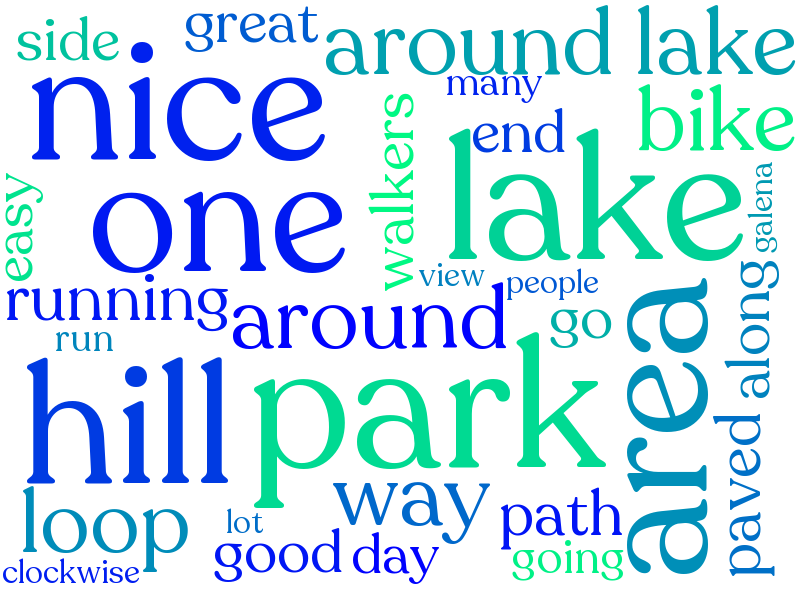 side
great
around lake
nice
many
bike
end
walkers
lake
galena
easy
one
view
people
running
around
go
run
area
along
hill
park
paved
loop
way
path
lot
good
day
going
clockwise